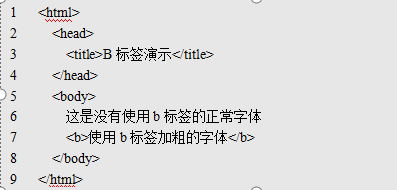 1 <html>
2 <head>
3 <title>B 标签演示</title>
4 </head>
5 <body>
6 这是没有使用 b 标签的正常字体
7 <b>使用 b 标签加粗的字体</b>
8 </body>
9 </html>